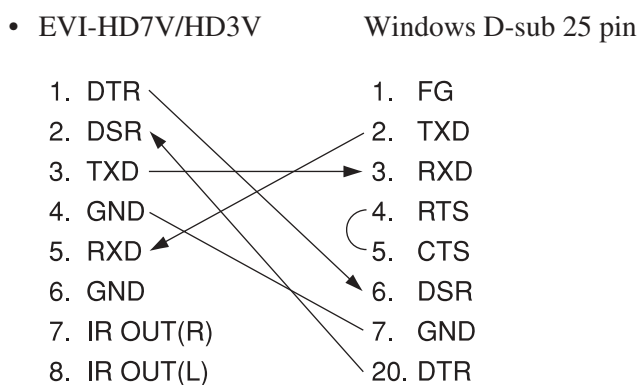 • EVI-HD7V/HD3V Windows D-sub 25 pin
1. DTR 1. FG
2. DSR 2. TXD
3. TXD 3. RXD
4. GND 4. RTS
5. RXD 5. CTS
6. GND 6. DSR
7. IR OUT(R) 7. GND
8. IR OUT(L) 20. DTR